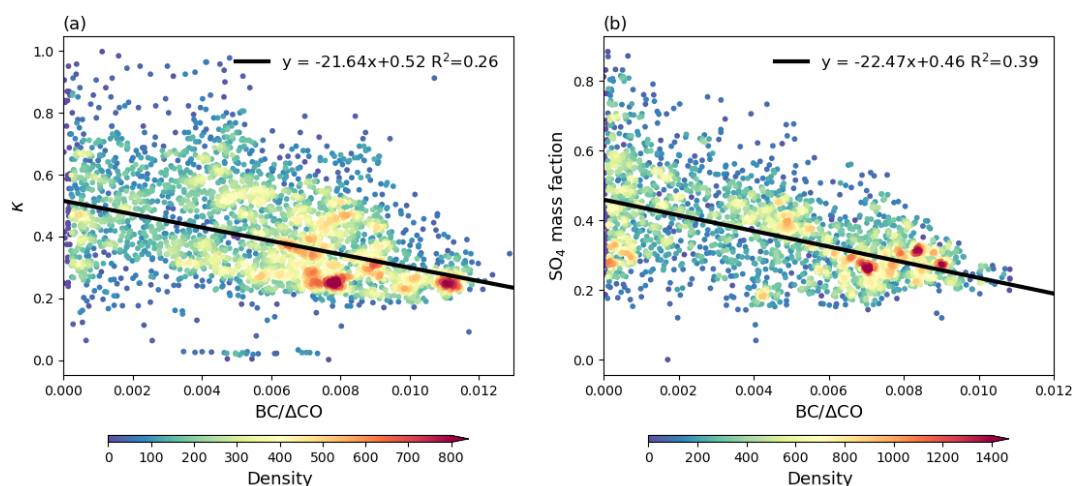 (a)
y = -21.64x+0.52 R²=0.26
1.0
0.8
0.6
0.4
0.2
0.0
κ
0.000 0.002 0.004 0.006 0.008 0.010 0.012
BC/ΔCO
0 100 200 300 400 500 600 700 800
Density
(b)
y = -22.47x+0.46 R²=0.39
0.8
0.6
0.4
0.2
0.0
SO₄ mass faction
0.000 0.002 0.004 0.006 0.008 0.010 0.012
BC/ΔCO
0 200 400 600 800 1000 1200 1400
Density